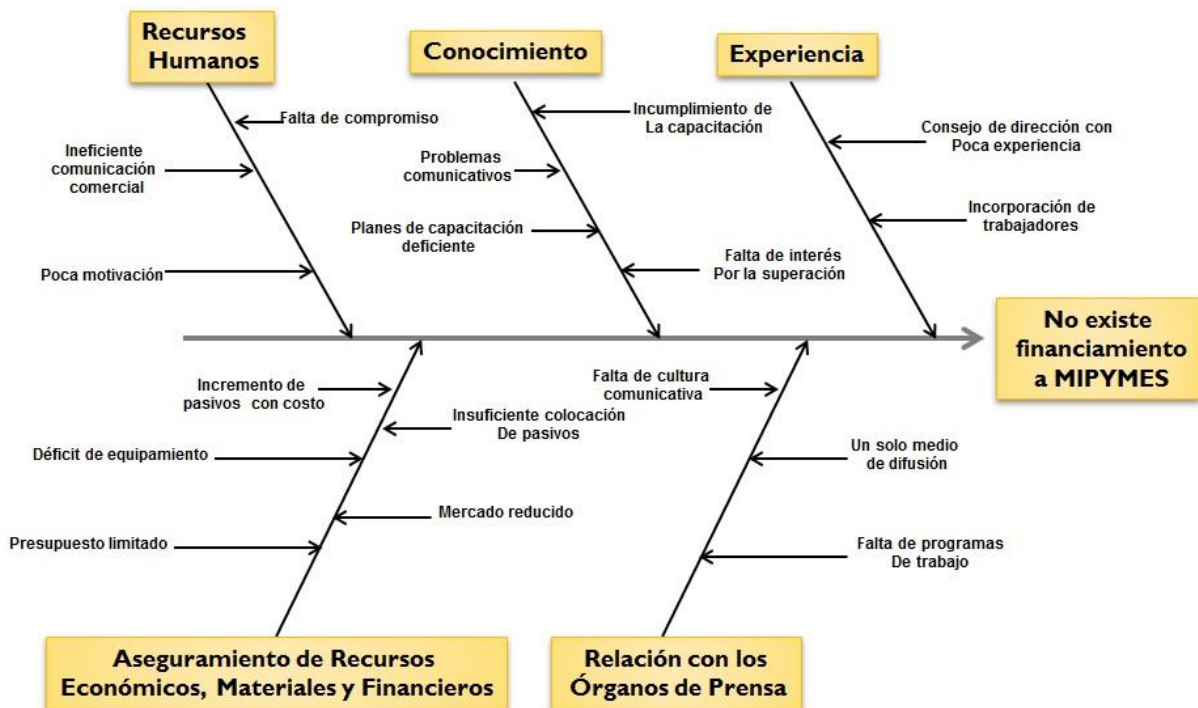 Recursos
Humanos
Conocimiento
Experiencia
Falta de compromiso
Ineficiente
comunicación
comercial
Poca motivación
Incumplimiento de
La capacitación
Problemas
comunicativos
Planes de capacitación
deficiente
Falta de interés
Por la superación
Consejo de dirección con
Poca experiencia
Incorporación de
trabajadores
No existe
financiamiento
a MIPYMES
Incremento de
pasivos con costo
Insuficiente colocación
De pasivos
Déficit de equipamiento
Mercado reducido
Presupuesto limitado
Falta de cultura
comunicativa
Un solo medio
de difusión
Falta de programas
De trabajo
Aseguramiento de Recursos
Económicos, Materiales y Financieros
Relación con los
Órganos de Prensa